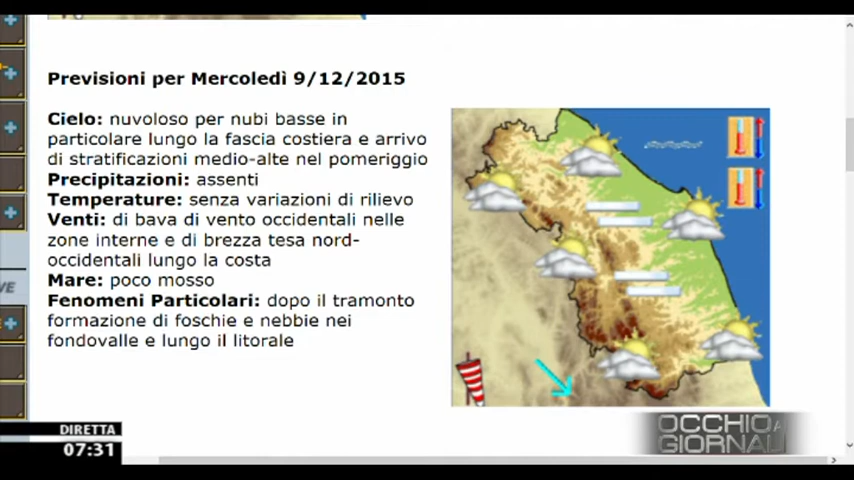 Previsioni per Mercoledì 9/12/2015
Cielo: nuvoloso per nubi basse in
particolare lungo la fascia costiera e arrivo
di stratificazioni medio-alte nel pomeriggio
Precipitazioni: assenti
Temperature: senza variazioni di rilievo
Venti: di bava di vento occidentali nelle
zone interne e di brezza tesa nord-
occidentali lungo la costa
Mare: poco mosso
Fenomeni Particolari: dopo il tramonto
formazione di foschie e nebbie nei
fondovalle e lungo il litorale
VE
DIRETTA
07:31
OCCHIO AI
GIORNALI